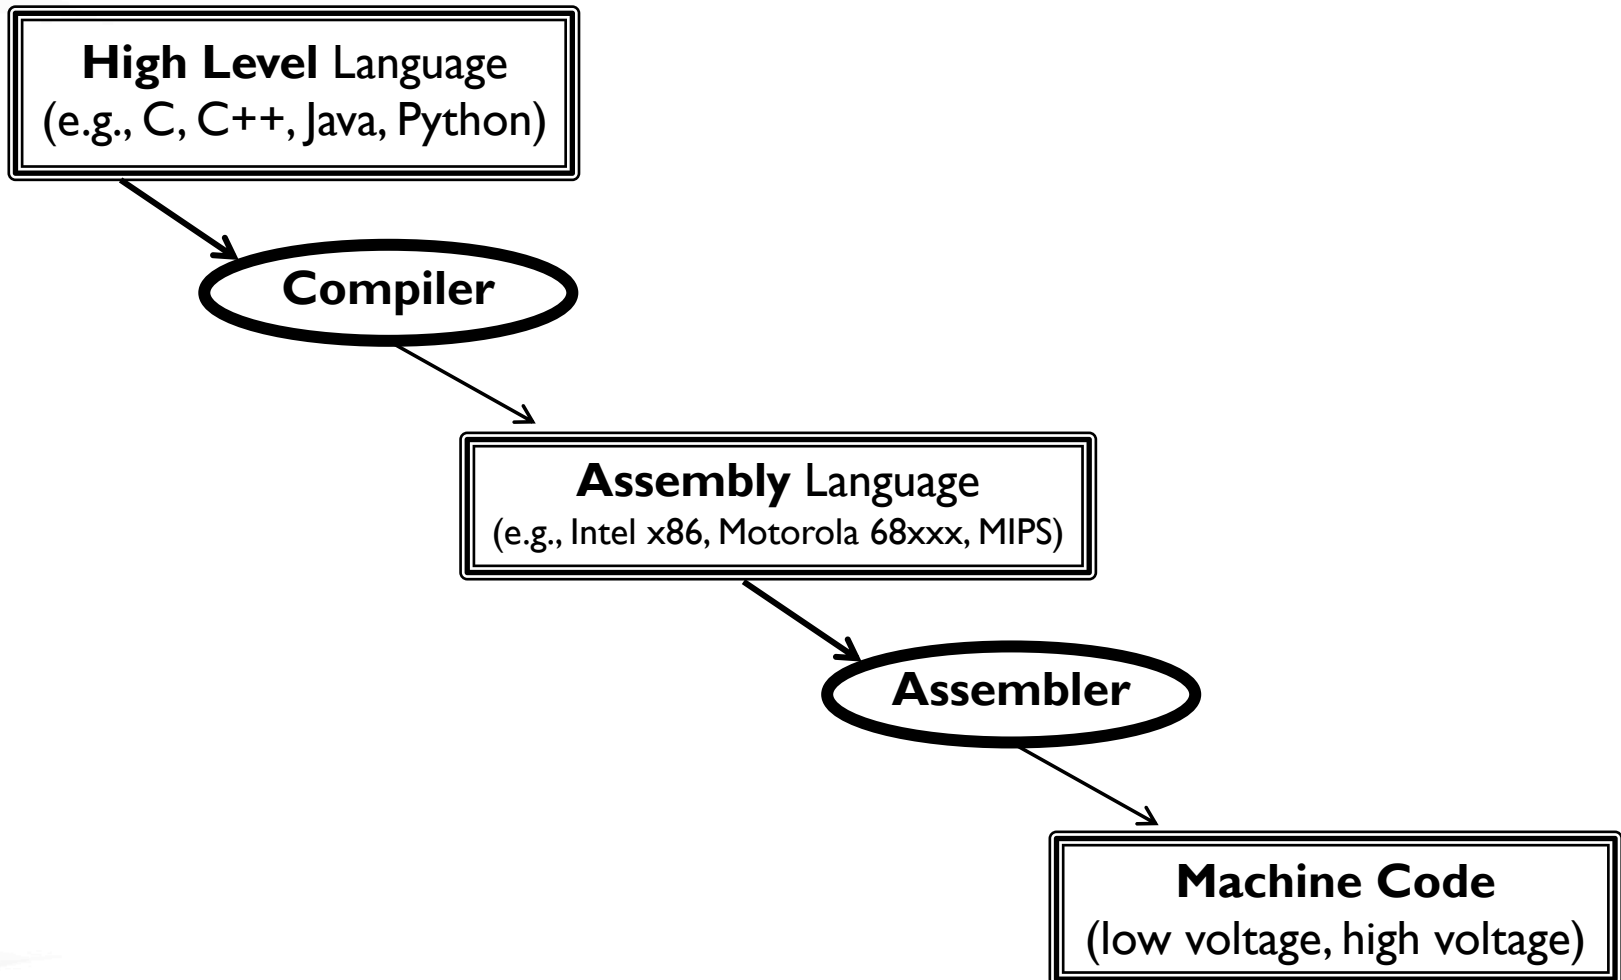 High Level Language
(e.g., C, C++, Java, Python)
Compiler
Assembly Language
(e.g., Intel x86, Motorola 68xxx, MIPS)
Assembler
Machine Code
(low voltage, high voltage)